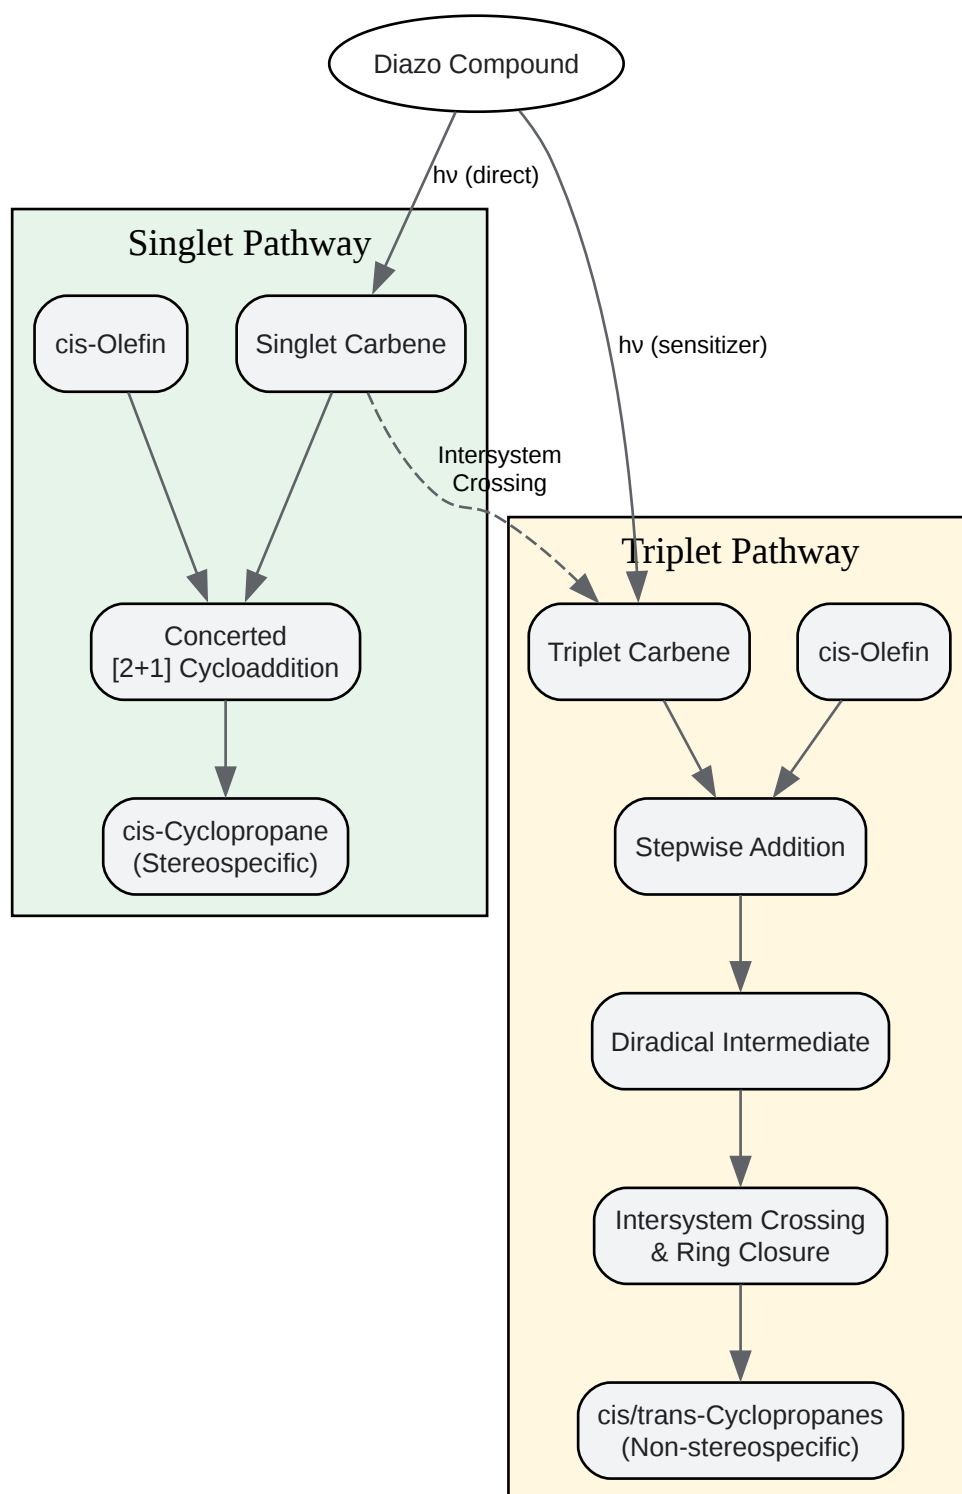 Diazo Compound
hν (direct)
Singlet Pathway
cis-Olefin
Singlet Carbene
hν (sensitizer)
Intersystem
Crossing
Triplet Pathway
Concerted
[2+1] Cycloaddition
Triplet Carbene
cis-Olefin
cis-Cyclopropane
(Stereospecific)
Stepwise Addition
Diradical Intermediate
Intersystem Crossing
& Ring Closure
cis/trans-Cyclopropanes
(Non-stereospecific)